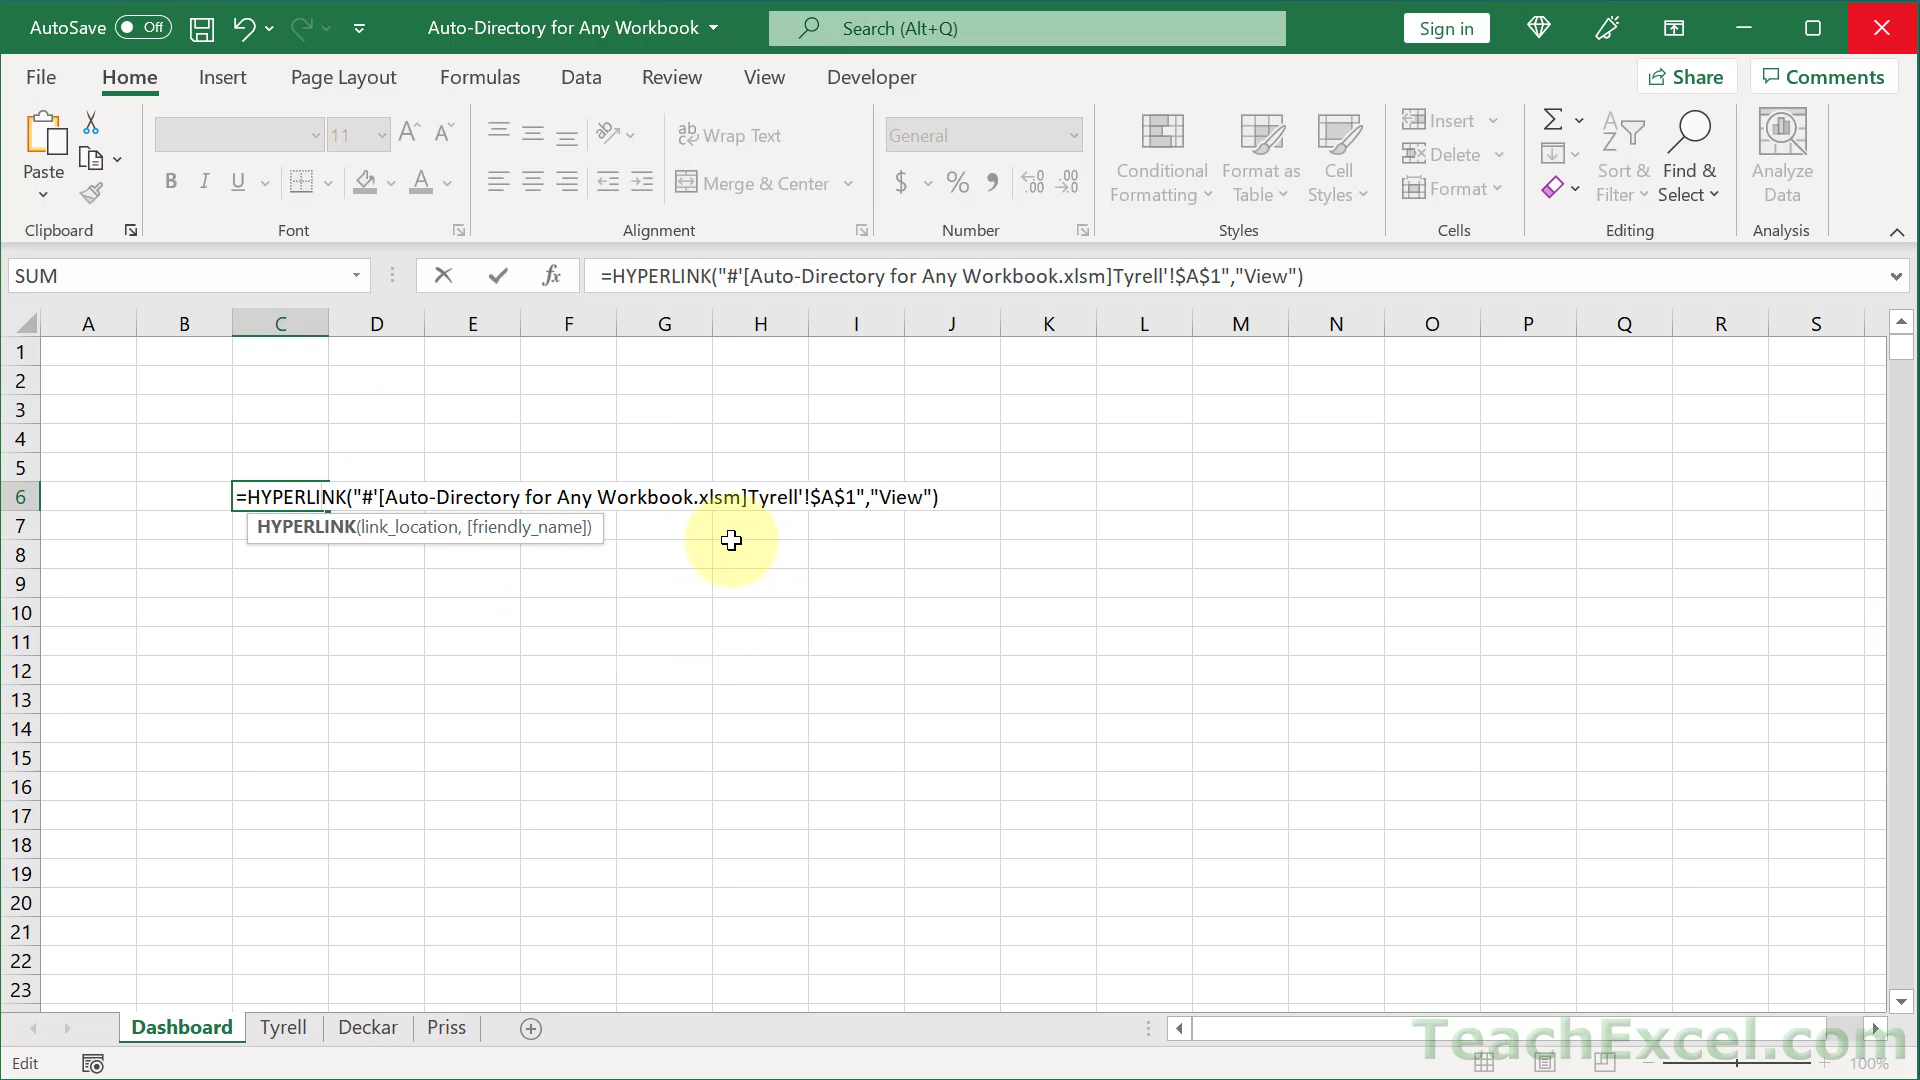 AutoSave Off Auto-Directory for Any Workbook Search (Alt+Q) Sign in
File Home Insert Page Layout Formulas Data Review View Developer Share Comments
Paste
11
Wrap Text
Merge & Center
General
$ % 9
Conditional Formatting
Format as Table
Cell Styles
Insert
Delete
Format
Sort & Filter
Find & Select
Analyze Data
Clipboard Font Alignment Number Styles Cells Editing Analysis
SUM fx =HYPERLINK("#'[Auto-Directory for Any Workbook.xlsm]Tyrell'!$A$1","View")
A B C D E F G H I J K L M N O P Q R S
1
2
3
4
5
6 =HYPERLINK("#'[Auto-Directory for Any Workbook.xlsm]Tyrell'!$A$1","View")
7 HYPERLINK(link_location, [friendly_name])
8
9
10
11
12
13
14
15
16
17
18
19
20
21
22
23
Dashboard Tyrell Deckar Priss
TeachExcel.com
Edit 100%